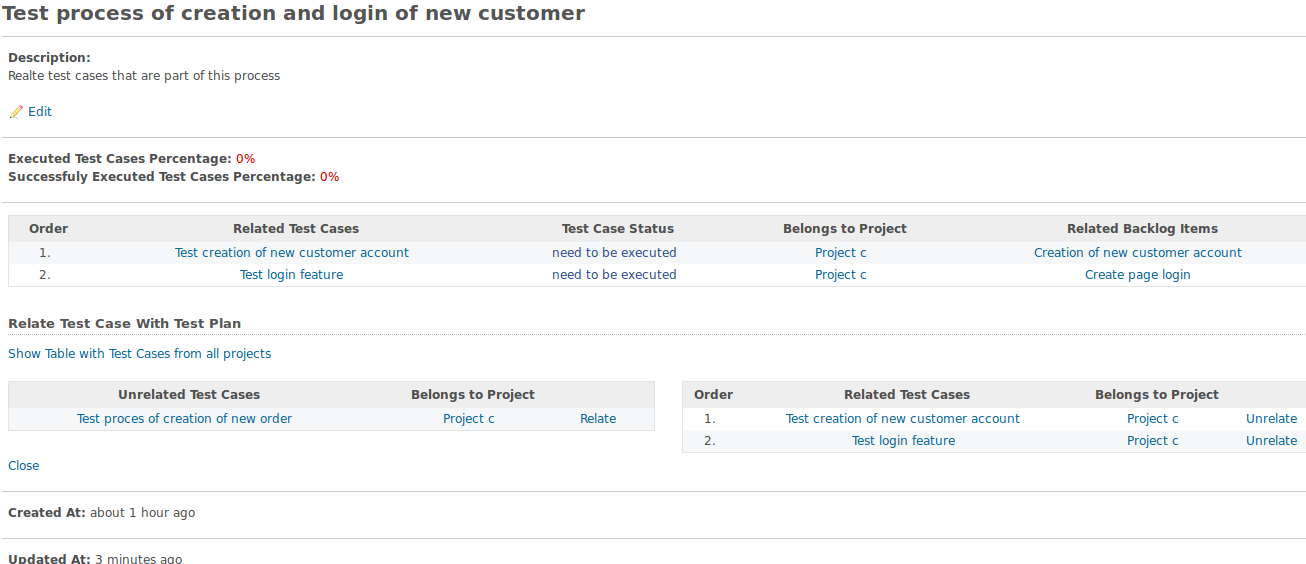 Test process of creation and login of new customer
Description:
Realte test cases that are part of this process
Edit
Executed Test Cases Percentage: 0%
Successfuly Executed Test Cases Percentage: 0%
Order Related Test Cases Test Case Status Belongs to Project Related Backlog Items
1. Test creation of new customer account need to be executed Project c Creation of new customer account
2. Test login feature need to be executed Project c Create page login
Relate Test Case With Test Plan
Show Table with Test Cases from all projects
Unrelated Test Cases Belongs to Project
Test proces of creation of new order Project c Relate
Order Related Test Cases Belongs to Project
1. Test creation of new customer account Project c Unrelate
2. Test login feature Project c Unrelate
Close
Created At: about 1 hour ago
Updated At: 3 minutes ago